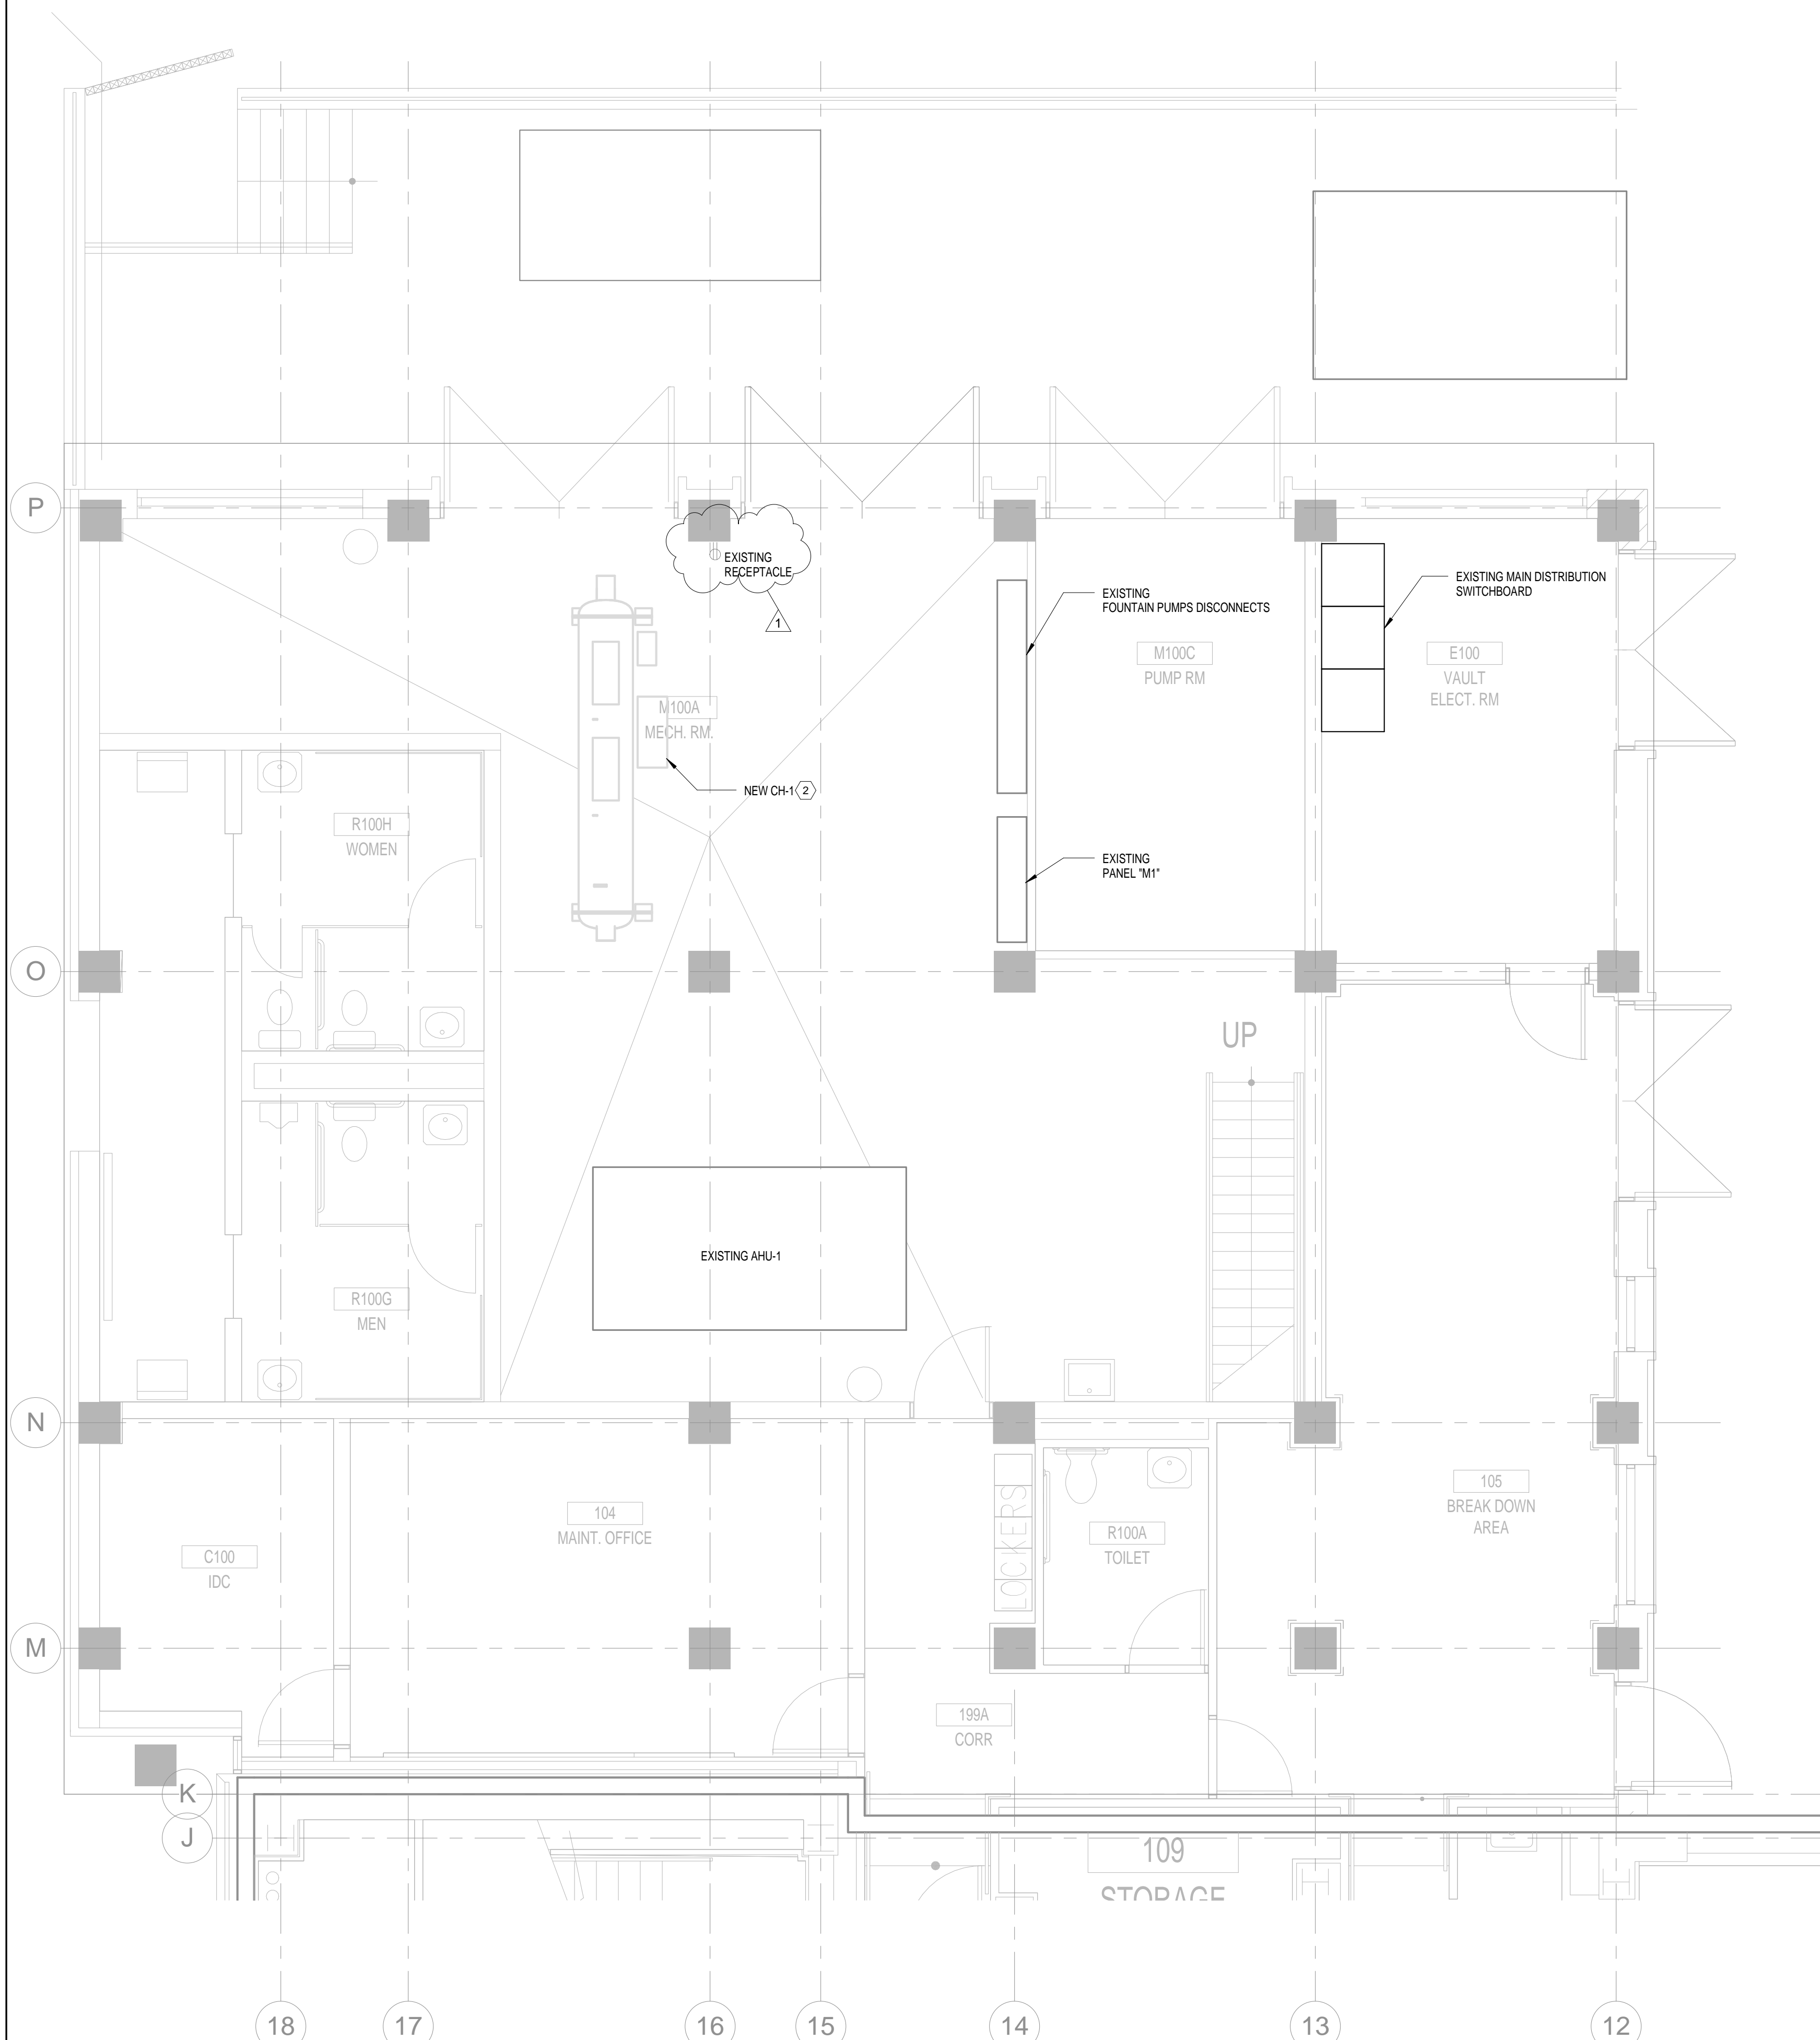 P
EXISTING
RECEPTACLE
1
EXISTING
FOUNTAIN PUMPS DISCONNECTS
EXISTING MAIN DISTRIBUTION
SWITCHBOARD
M100C
PUMP RM
E100
VAULT
ELECT. RM
M100A
MECH. RM.
NEW CH-1
2
R100H
WOMEN
EXISTING
PANEL "M1"
O
UP
EXISTING AHU-1
R100G
MEN
N
105
BREAK DOWN
AREA
104
MAINT. OFFICE
LOCKERS
R100A
TOILET
C100
IDC
M
199A
CORR
K
J
109
STORAGE
18
17
16
15
14
13
12